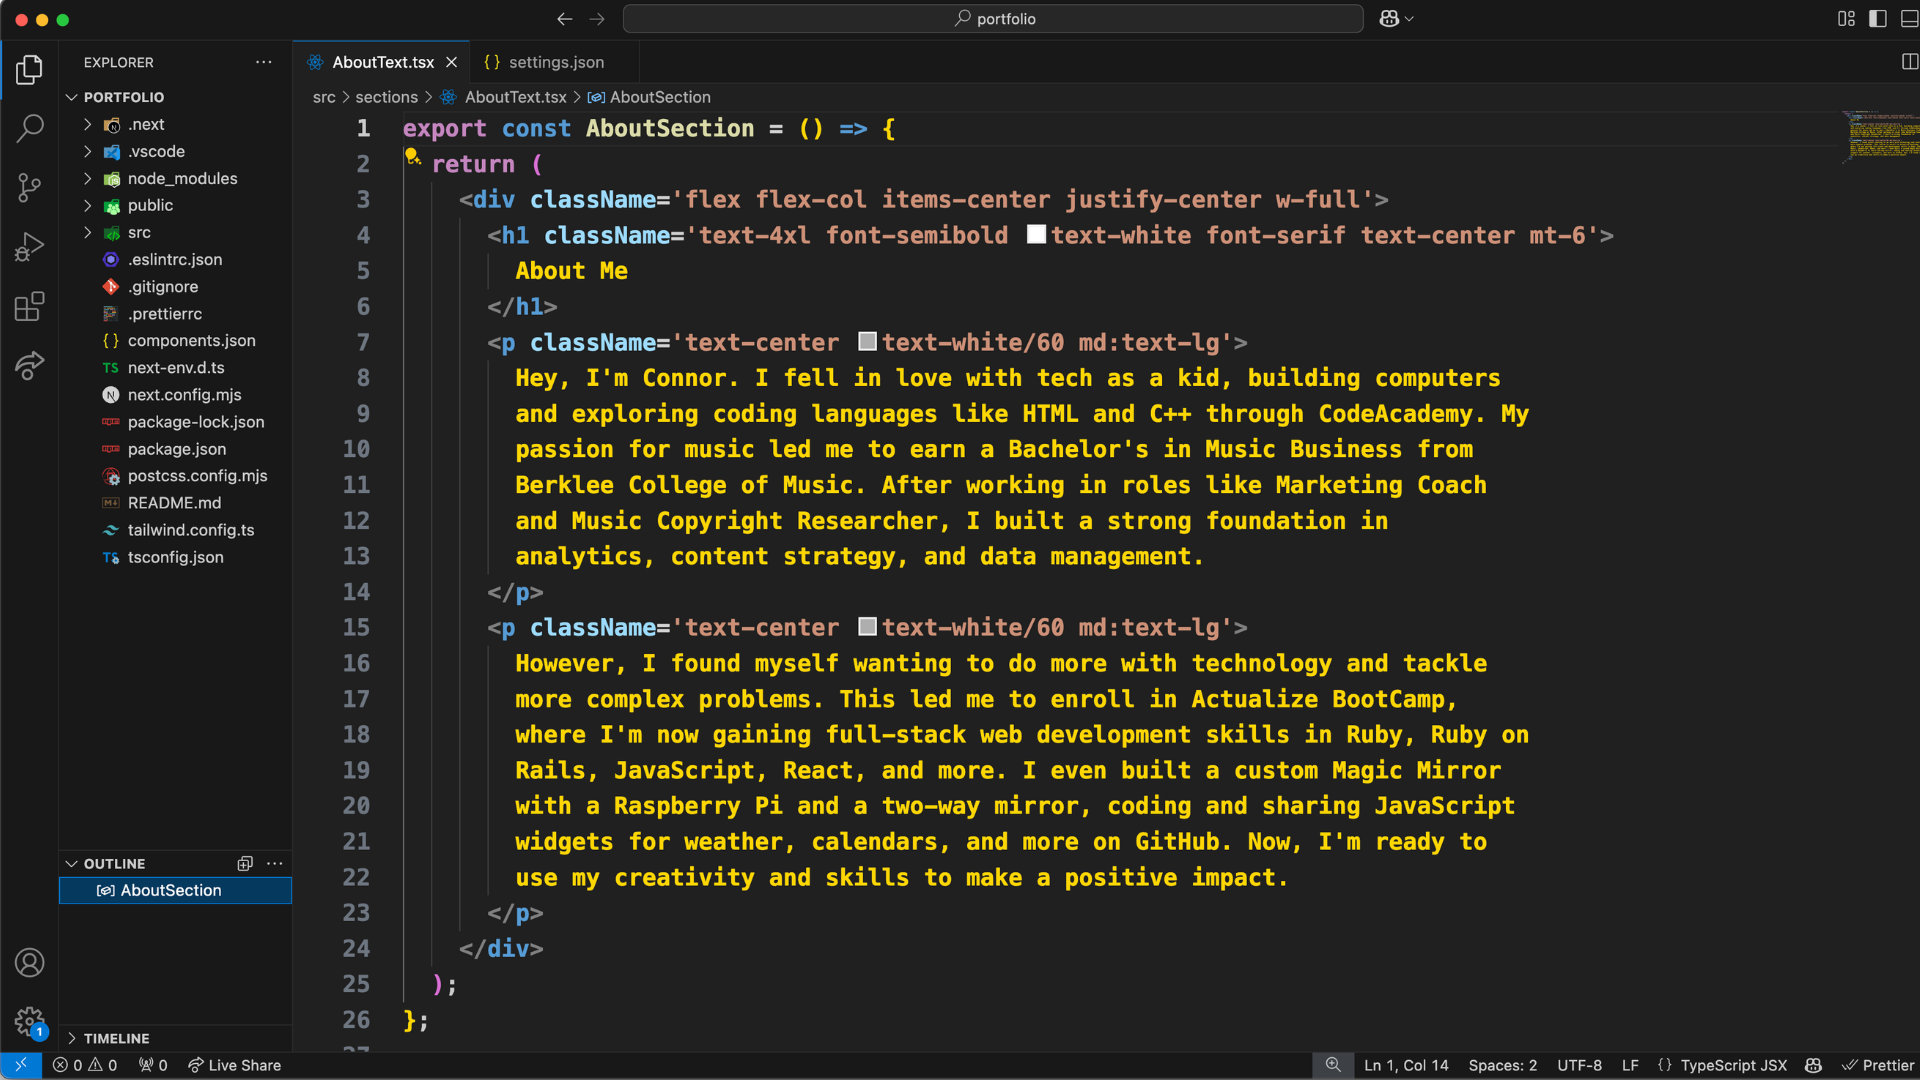 portfolio
EXPLORER
PORTFOLIO
.next
.vscode
node_modules
public
src
.eslintrc.json
.gitignore
.prettierrc
components.json
next-env.d.ts
next.config.mjs
package-lock.json
package.json
postcss.config.mjs
README.md
tailwind.config.ts
tsconfig.json
OUTLINE
AboutSection
TIMELINE
AboutText.tsx
settings.json
src > sections > AboutText.tsx > AboutSection
1 export const AboutSection = () => {
2 return (
3 <div className='flex flex-col items-center justify-center w-full'>
4 <h1 className='text-4xl font-semibold text-white font-serif text-center mt-6'>
5 About Me
6 </h1>
7 <p className='text-center text-white/60 md:text-lg'>
8 Hey, I'm Connor. I fell in love with tech as a kid, building computers
9 and exploring coding languages like HTML and C++ through CodeAcademy. My
10 passion for music led me to earn a Bachelor's in Music Business from
11 Berklee College of Music. After working in roles like Marketing Coach
12 and Music Copyright Researcher, I built a strong foundation in
13 analytics, content strategy, and data management.
14 </p>
15 <p className='text-center text-white/60 md:text-lg'>
16 However, I found myself wanting to do more with technology and tackle
17 more complex problems. This led me to enroll in Actualize BootCamp,
18 where I'm now gaining full-stack web development skills in Ruby, Ruby on
19 Rails, JavaScript, React, and more. I even built a custom Magic Mirror
20 with a Raspberry Pi and a two-way mirror, coding and sharing JavaScript
21 widgets for weather, calendars, and more on GitHub. Now, I'm ready to
22 use my creativity and skills to make a positive impact.
23 </p>
24 </div>
25 );
26 };
27
1
0 0 0 Live Share Ln 1, Col 14 Spaces: 2 UTF-8 LF {} TypeScript JSX Prettier